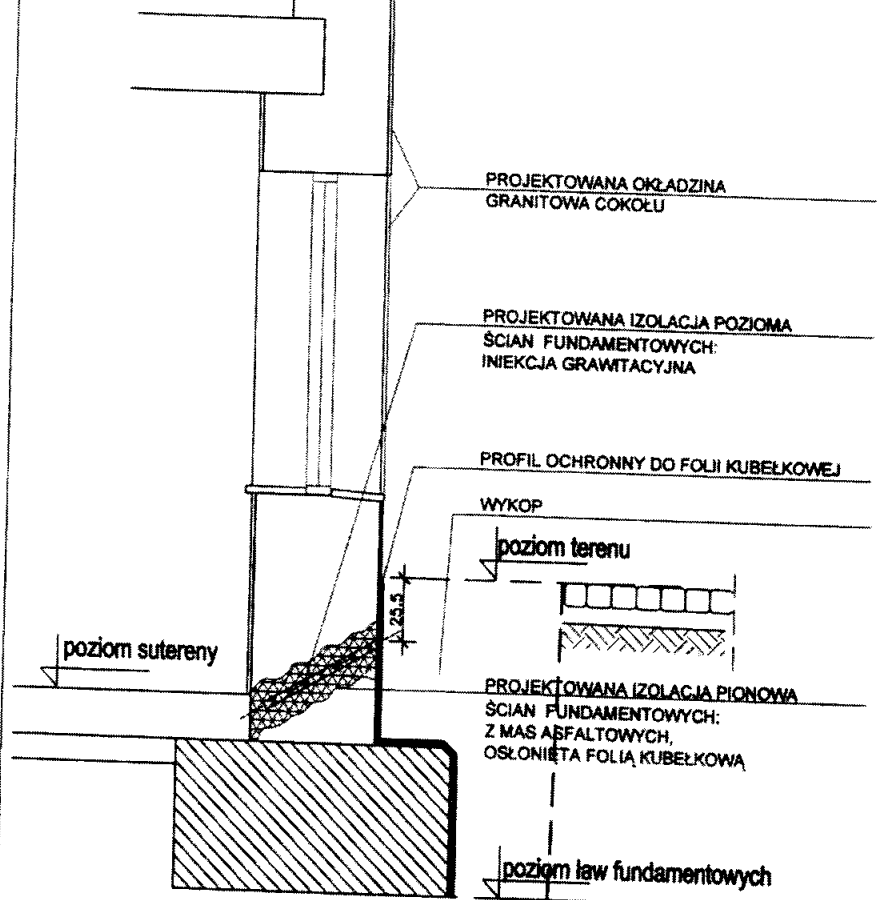 PROJEKTOWANA OKŁADZINA
GRANITOWA COKOŁU
PROJEKTOWANA IZOLACJA POZIOMA
ŚCIAN FUNDAMENTOWYCH:
INIEKCJA GRAWITACYJNA
PROFIL OCHRONNY DO FOLII KUBEŁKOWEJ
WYKOP
poziom terenu
25.5
poziom sutereny
PROJEKTOWANA IZOLACJA PIONOWA
ŚCIAN FUNDAMENTOWYCH:
Z MAS ASFALTOWYCH,
OSŁONIĘTA FOLIĄ KUBEŁKOWĄ
poziom ław fundamentowych